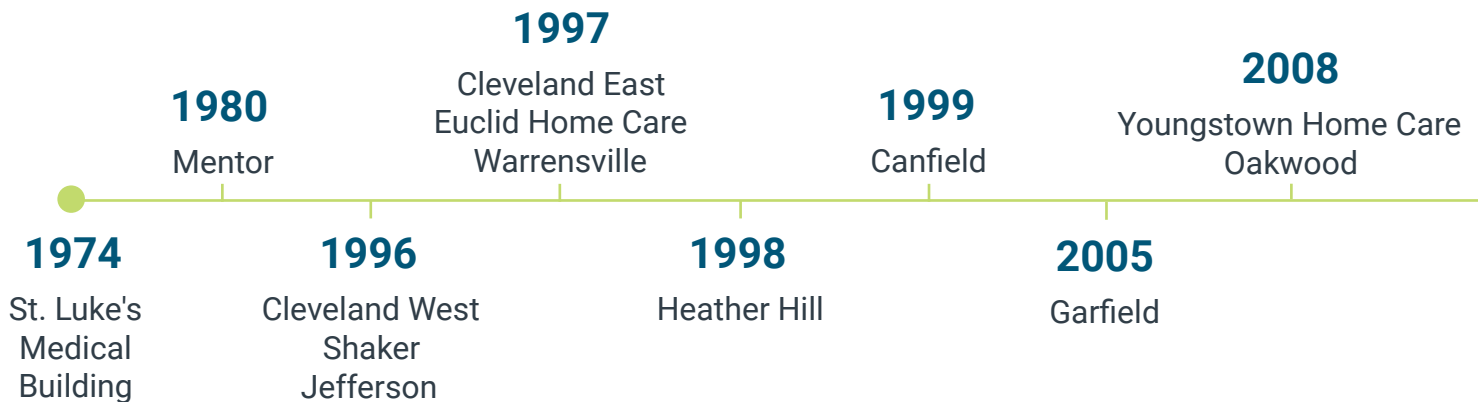 1974
St. Luke's
Medical
Building
1980
Mentor
1996
Cleveland West
Shaker
Jefferson
1997
Cleveland East
Euclid Home Care
Warrensville
1998
Heather Hill
1999
Canfield
2005
Garfield
2008
Youngstown Home Care
Oakwood